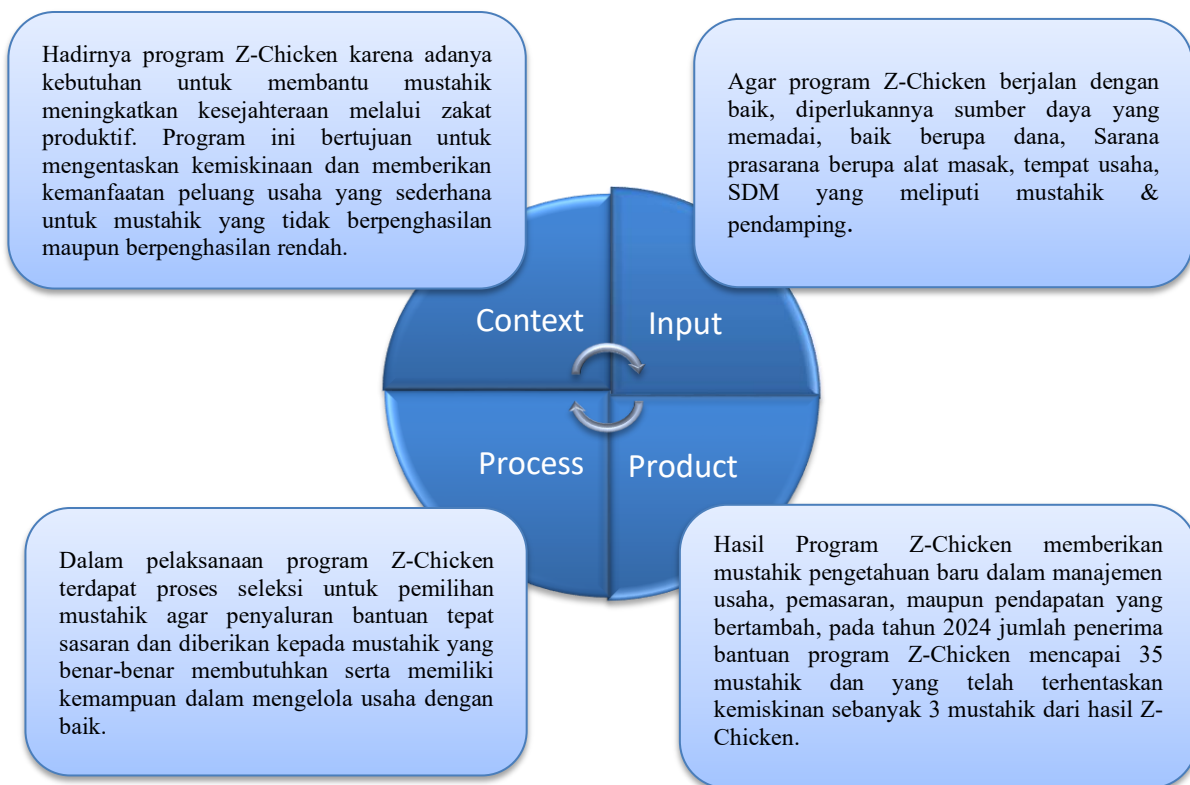 Hadirnya program Z-Chicken karena adanya
kebutuhan untuk membantu mustahik
meningkatkan kesejahteraan melalui zakat
produktif. Program ini bertujuan untuk
mengentaskan kemiskinaan dan memberikan
kemanfaatan peluang usaha yang sederhana
untuk mustahik yang tidak berpenghasilan
maupun berpenghasilan rendah.
Agar program Z-Chicken berjalan dengan
baik, diperlukannya sumber daya yang
memadai, baik berupa dana, Sarana
prasarana berupa alat masak, tempat usaha,
SDM yang meliputi mustahik &
pendamping.
Context
Input
Process
Product
Dalam pelaksanaan program Z-Chicken
terdapat proses seleksi untuk pemilihan
mustahik agar penyaluran bantuan tepat
sasaran dan diberikan kepada mustahik yang
benar-benar membutuhkan serta memiliki
kemampuan dalam mengelola usaha dengan
baik.
Hasil Program Z-Chicken memberikan
mustahik pengetahuan baru dalam manajemen
usaha, pemasaran, maupun pendapatan yang
bertambah, pada tahun 2024 jumlah penerima
bantuan program Z-Chicken mencapai 35
mustahik dan yang telah terhentaskan
kemiskinan sebanyak 3 mustahik dari hasil Z-
Chicken.